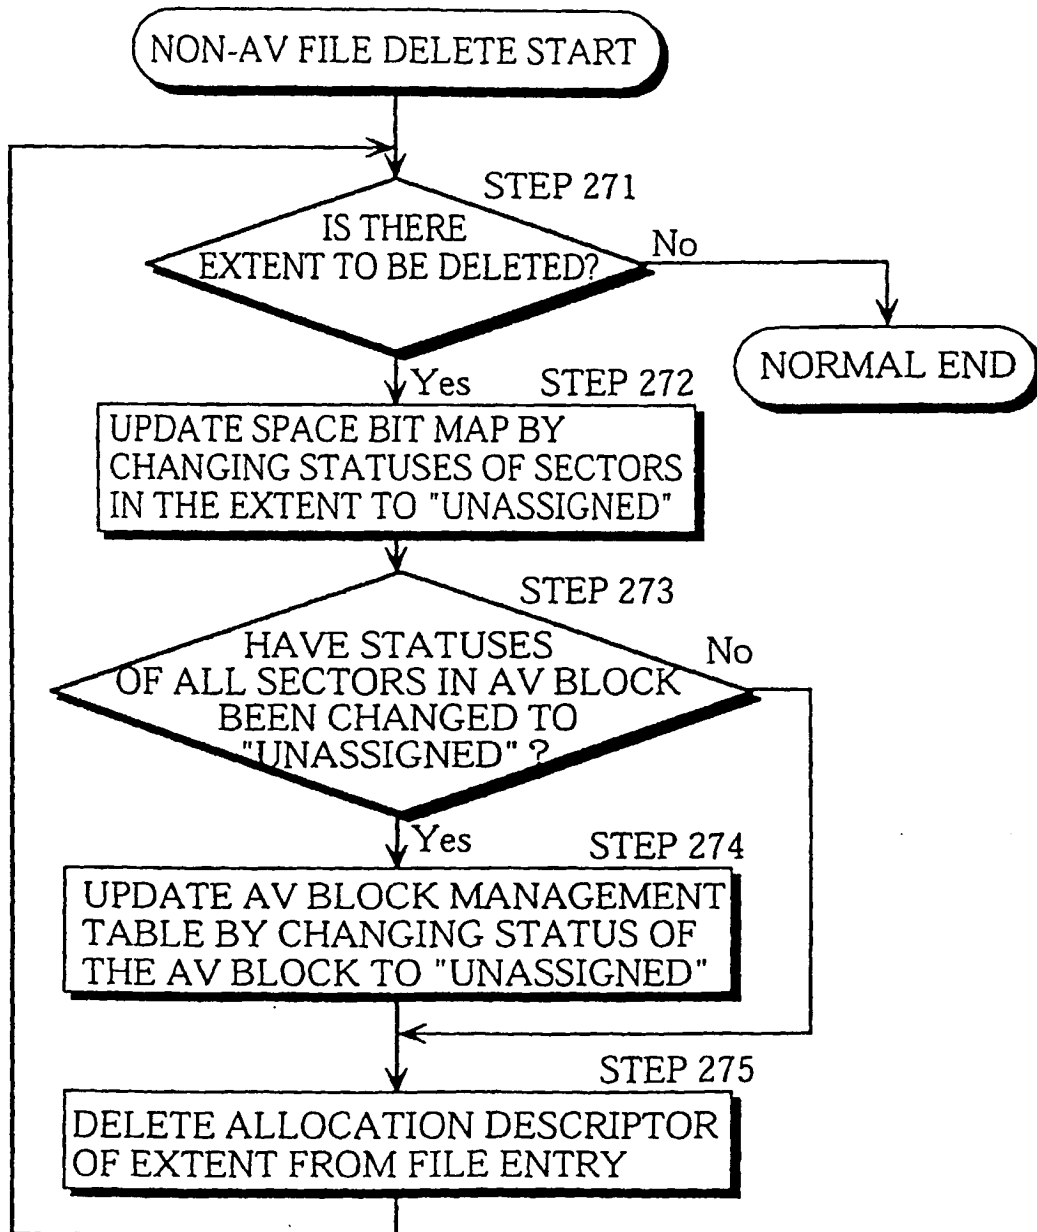 NON-AV FILE DELETE START
STEP 271
IS THERE
EXTENT TO BE DELETED?
No
NORMAL END
Yes
STEP 272
UPDATE SPACE BIT MAP BY
CHANGING STATUSES OF SECTORS
IN THE EXTENT TO "UNASSIGNED"
STEP 273
HAVE STATUSES
OF ALL SECTORS IN AV BLOCK
BEEN CHANGED TO
"UNASSIGNED" ?
No
Yes
STEP 274
UPDATE AV BLOCK MANAGEMENT
TABLE BY CHANGING STATUS OF
THE AV BLOCK TO "UNASSIGNED"
STEP 275
DELETE ALLOCATION DESCRIPTOR
OF EXTENT FROM FILE ENTRY